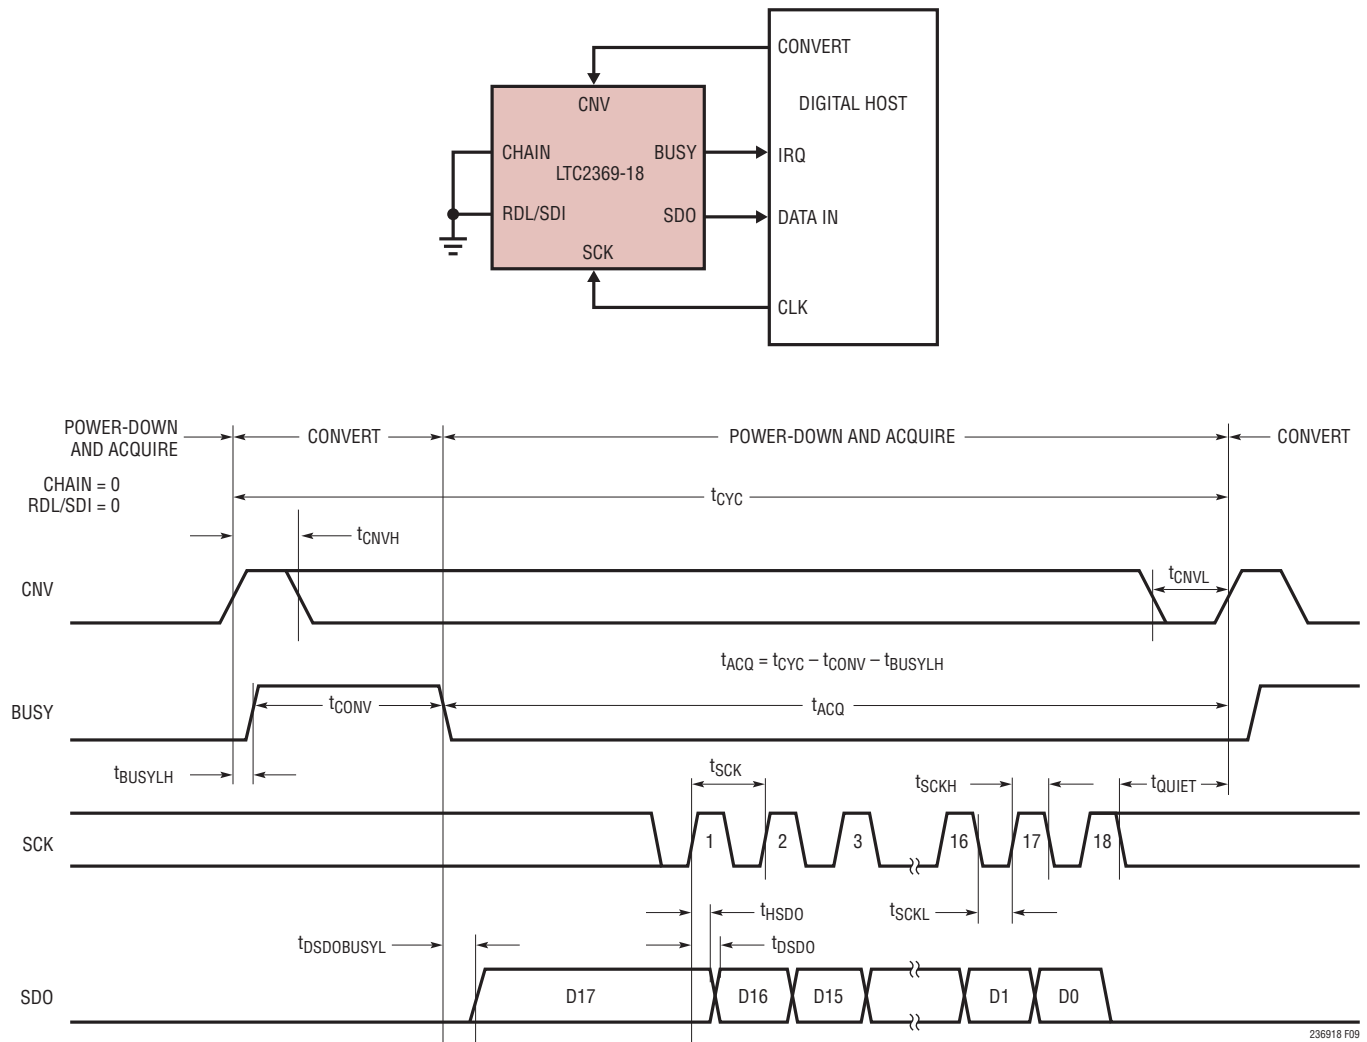 CONVERT
CNV
DIGITAL HOST
CHAIN
BUSY
IRQ
LTC2369-18
RDL/SDI
SDO
DATA IN
SCK
CLK
POWER-DOWN
AND ACQUIRE
CONVERT
POWER-DOWN AND ACQUIRE
CONVERT
CHAIN = 0
RDL/SDI = 0
tCYC
tCNVH
CNV
tCNVL
tACQ = tCYC – tCONV – tBUSYLH
BUSY
tCONV
tACQ
tBUSYLH
tSCK
tSCKH
tQUIET
SCK
1
2
3
16
17
18
tHSDO
tSCKL
tDSDOBUSYL
tDSDO
SDO
D17
D16
D15
D1
D0
236918 F09